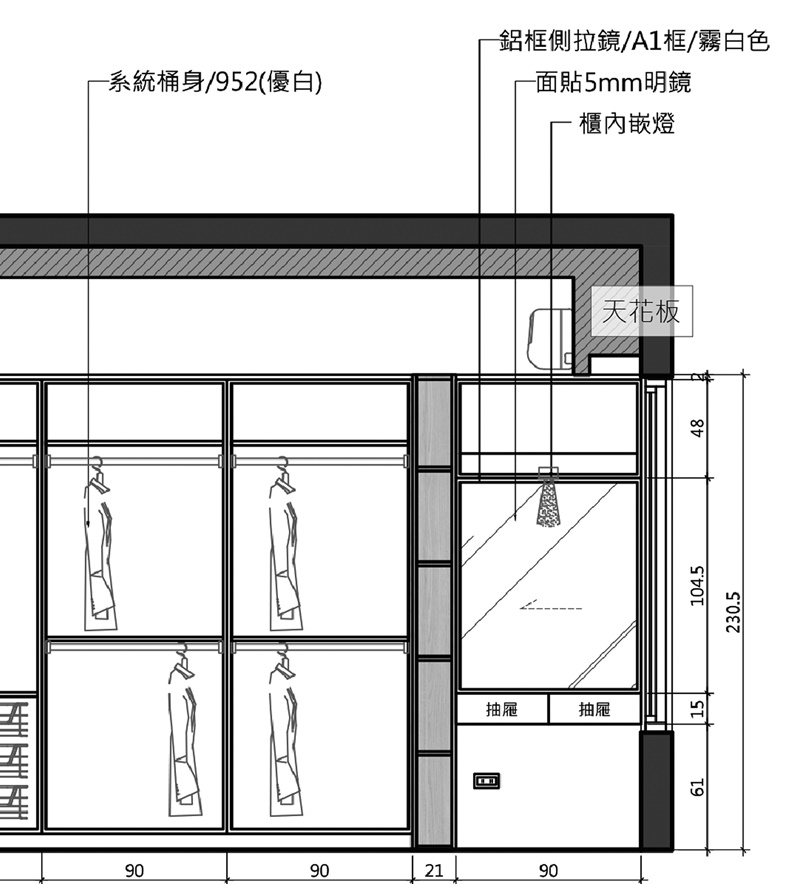 鋁框側拉鏡/A1框/霧白色
系統桶身/952(優白)
面貼5mm明鏡
櫃內嵌燈
天花板
2
48
104.5
230.5
抽屜 抽屜
15
61
90 90 21 90